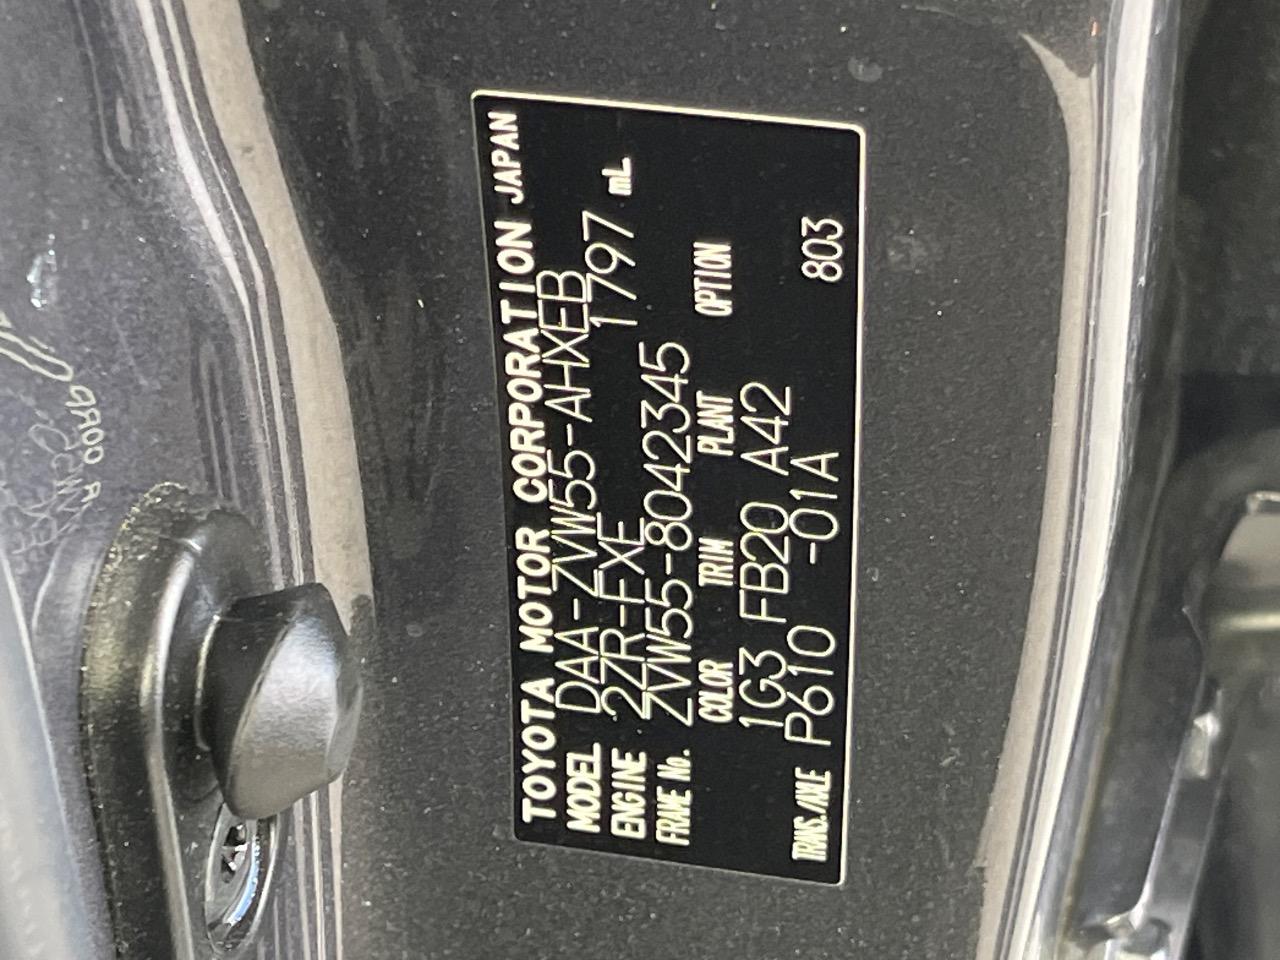 TOYOTA MOTOR CORPORATION JAPAN
MODEL DAA-ZVW55-AHXEB
ENGINE 2ZR-FXE 1797 mL
FRAME No. ZVW55-8042345
COLOR TRIM PLANT OPTION
1G3 FB20 A42
TRANS./AXLE P610 -01A 803